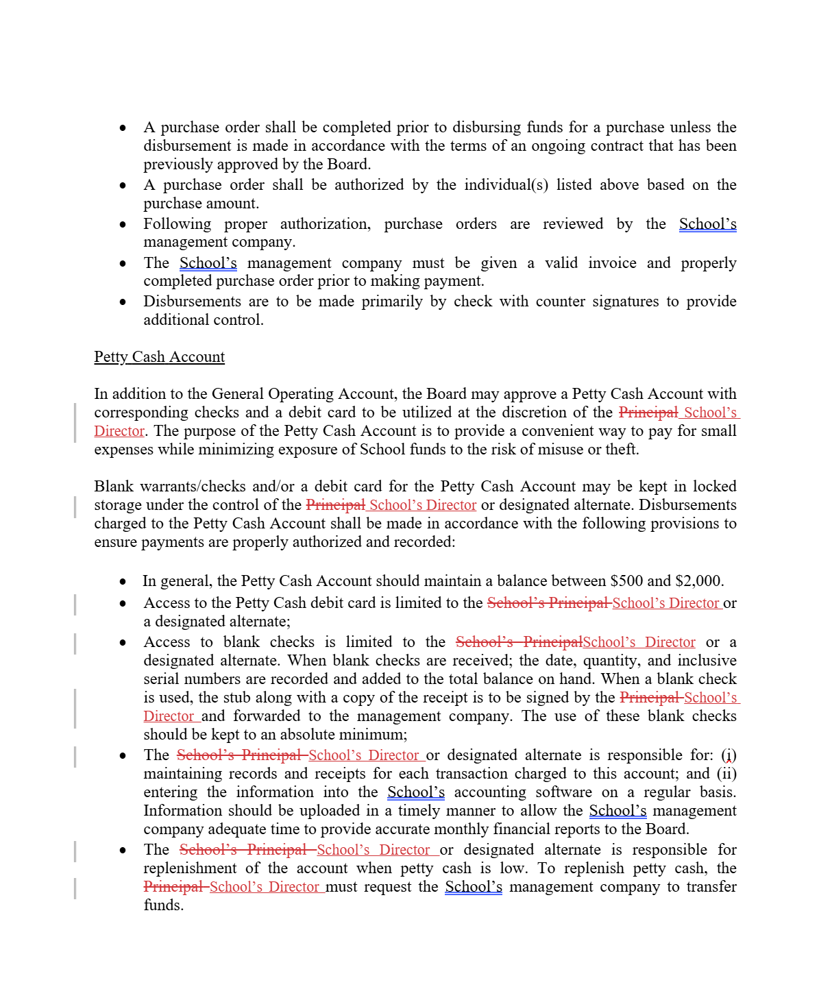 • A purchase order shall be completed prior to disbursing funds for a purchase unless the
disbursement is made in accordance with the terms of an ongoing contract that has been
previously approved by the Board.
• A purchase order shall be authorized by the individual(s) listed above based on the
purchase amount.
• Following proper authorization, purchase orders are reviewed by the School’s
management company.
• The School’s management company must be given a valid invoice and properly
completed purchase order prior to making payment.
• Disbursements are to be made primarily by check with counter signatures to provide
additional control.
Petty Cash Account
In addition to the General Operating Account, the Board may approve a Petty Cash Account with
corresponding checks and a debit card to be utilized at the discretion of the Principal School’s
Director. The purpose of the Petty Cash Account is to provide a convenient way to pay for small
expenses while minimizing exposure of School funds to the risk of misuse or theft.
Blank warrants/checks and/or a debit card for the Petty Cash Account may be kept in locked
storage under the control of the Principal School’s Director or designated alternate. Disbursements
charged to the Petty Cash Account shall be made in accordance with the following provisions to
ensure payments are properly authorized and recorded:
• In general, the Petty Cash Account should maintain a balance between $500 and $2,000.
• Access to the Petty Cash debit card is limited to the School’s Principal School’s Director or
a designated alternate;
• Access to blank checks is limited to the School’s PrincipalSchool’s Director or a
designated alternate. When blank checks are received; the date, quantity, and inclusive
serial numbers are recorded and added to the total balance on hand. When a blank check
is used, the stub along with a copy of the receipt is to be signed by the Principal School’s
Director and forwarded to the management company. The use of these blank checks
should be kept to an absolute minimum;
• The School’s Principal School’s Director or designated alternate is responsible for: (i)
maintaining records and receipts for each transaction charged to this account; and (ii)
entering the information into the School’s accounting software on a regular basis.
Information should be uploaded in a timely manner to allow the School’s management
company adequate time to provide accurate monthly financial reports to the Board.
• The School’s Principal School’s Director or designated alternate is responsible for
replenishment of the account when petty cash is low. To replenish petty cash, the
Principal School’s Director must request the School’s management company to transfer
funds.